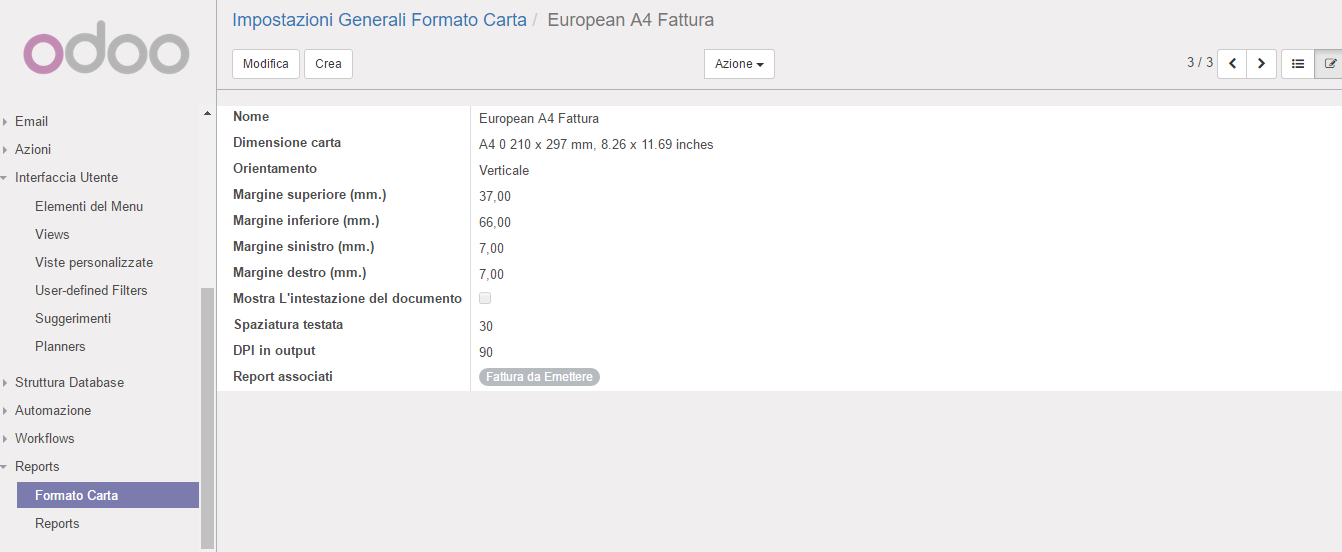 odoo
Impostazioni Generali Formato Carta / European A4 Fattura
Modifica Crea Azione 3 / 3
Email
Azioni
Interfaccia Utente
Elementi del Menu
Views
Viste personalizzate
User-defined Filters
Suggerimenti
Planners
Struttura Database
Automazione
Workflows
Reports
Formato Carta
Reports
Nome European A4 Fattura
Dimensione carta A4 0 210 x 297 mm, 8.26 x 11.69 inches
Orientamento Verticale
Margine superiore (mm.) 37,00
Margine inferiore (mm.) 66,00
Margine sinistro (mm.) 7,00
Margine destro (mm.) 7,00
Mostra L'intestazione del documento
Spaziatura testata 30
DPI in output 90
Report associati Fattura da Emettere